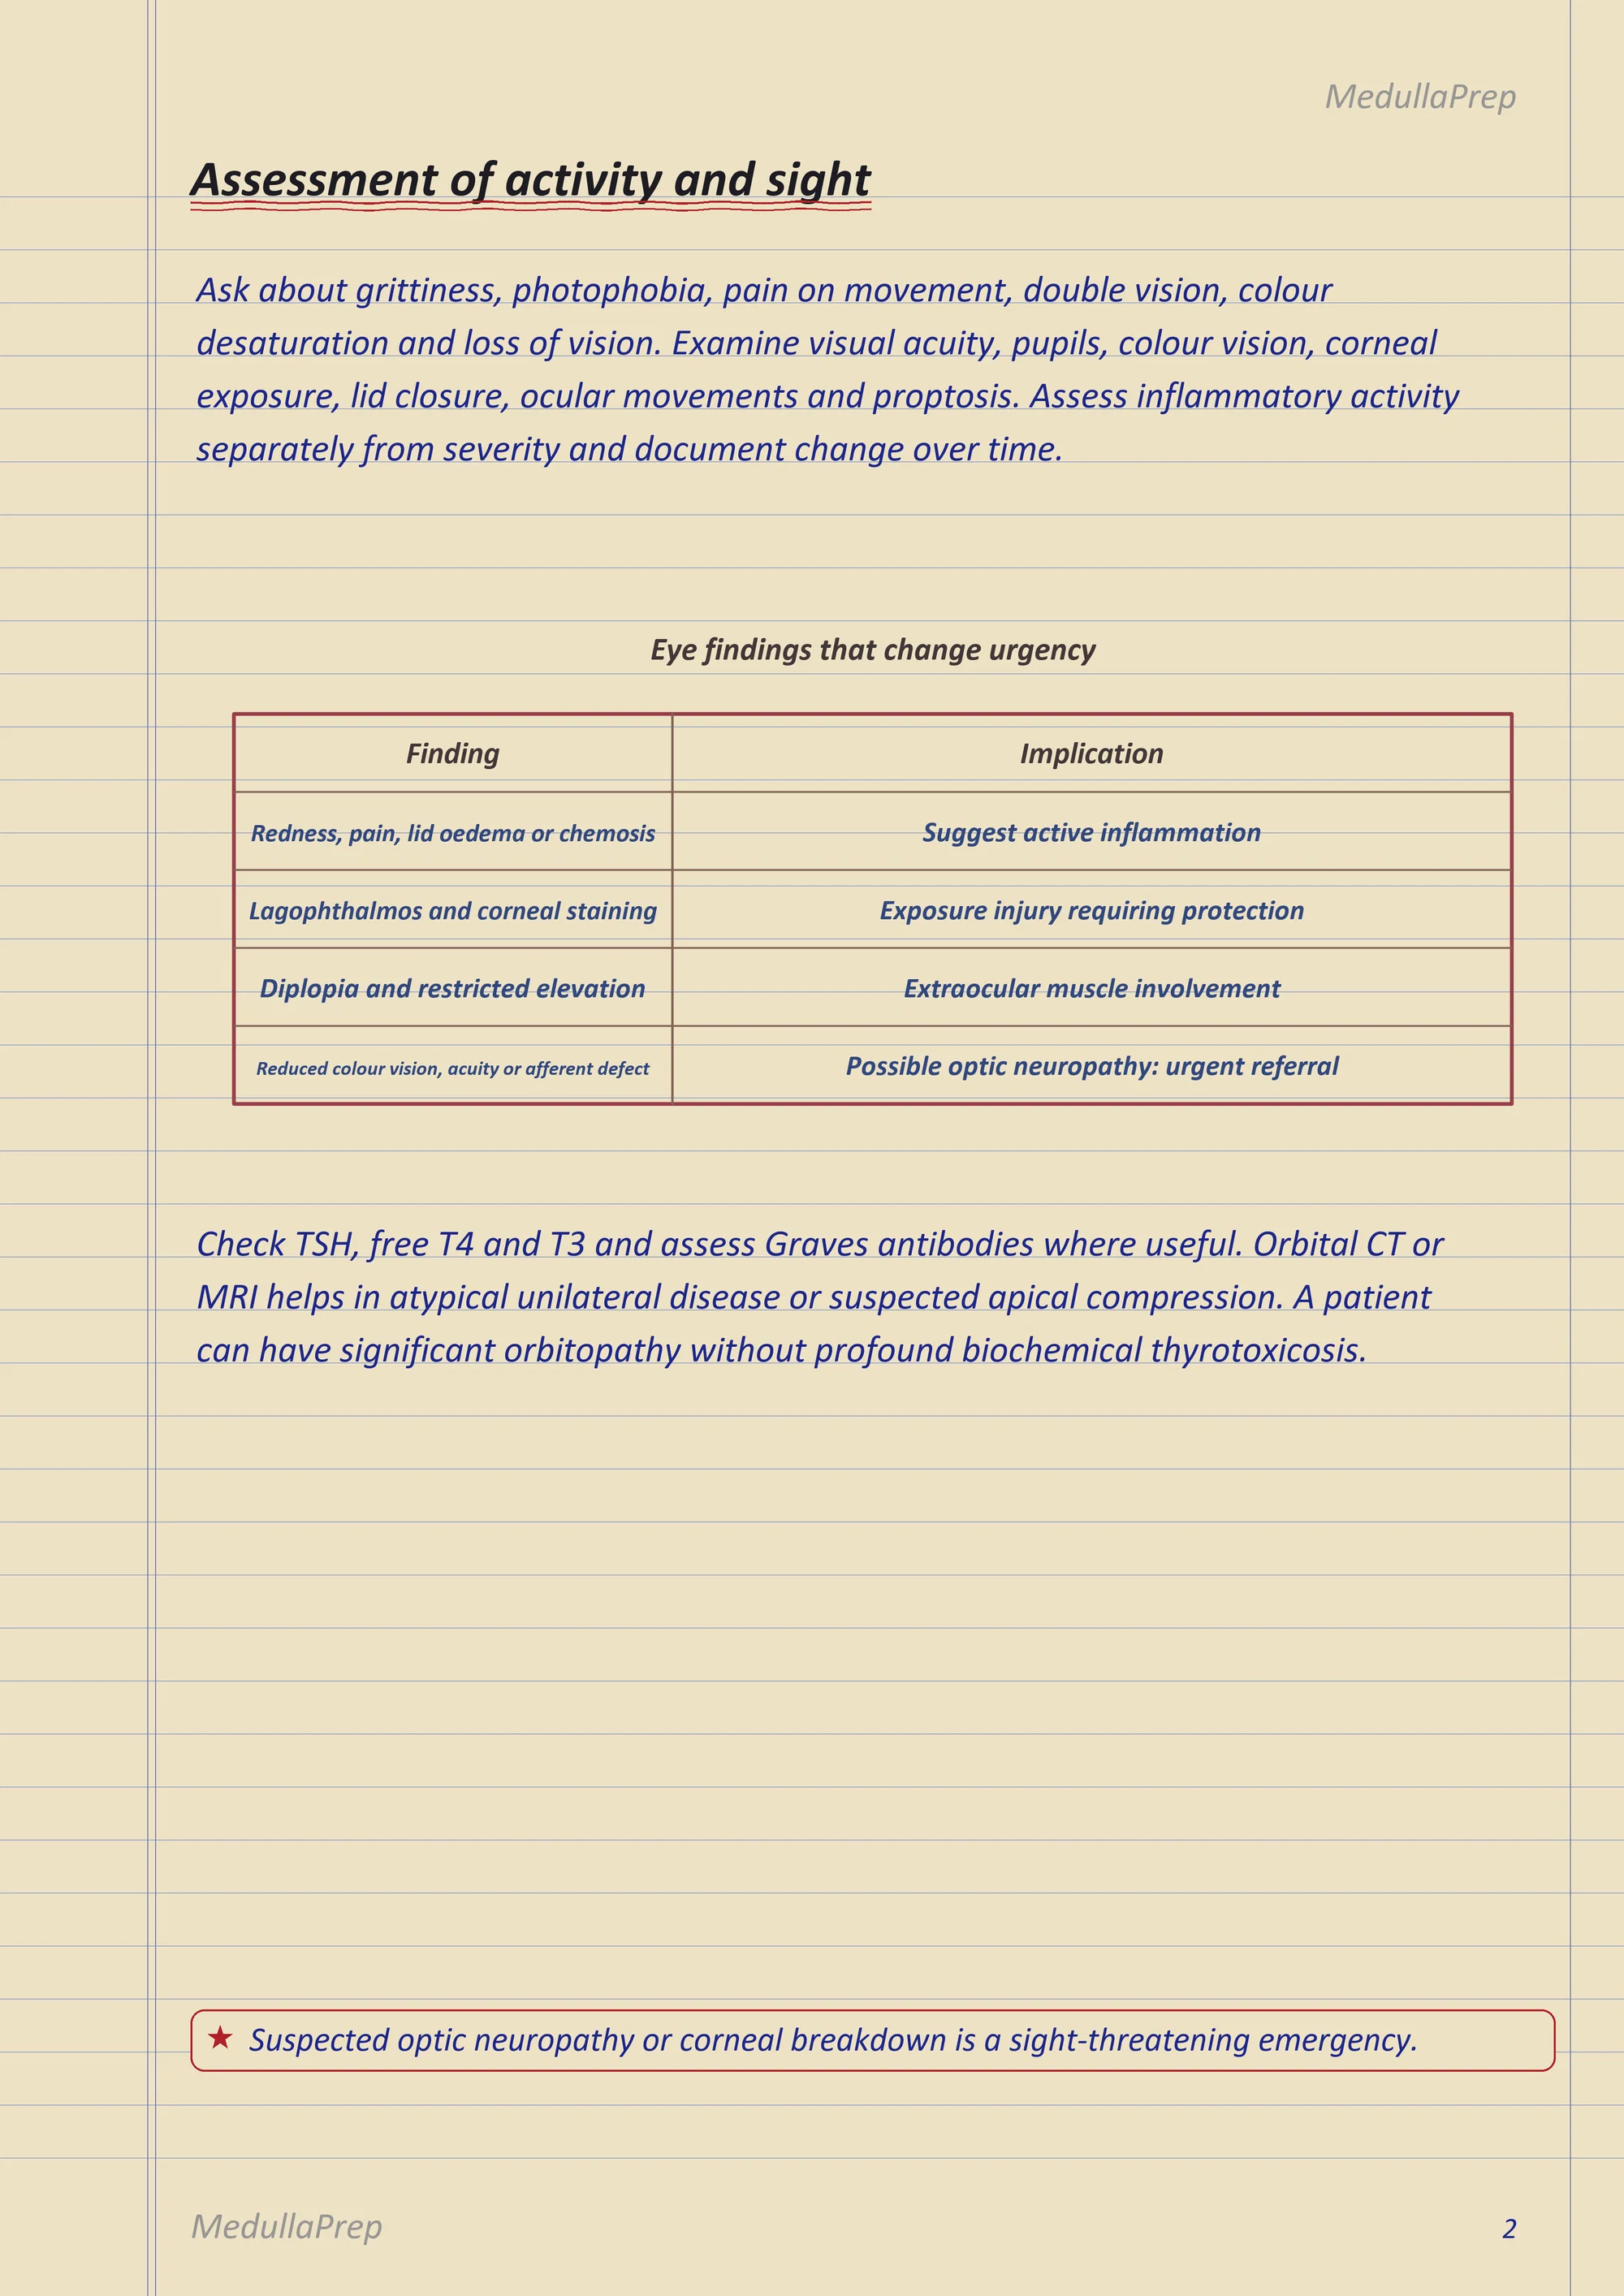 MedullaPrep
Assessment of activity and sight
Ask about grittiness, photophobia, pain on movement, double vision, colour
desaturation and loss of vision. Examine visual acuity, pupils, colour vision, corneal
exposure, lid closure, ocular movements and proptosis. Assess inflammatory activity
separately from severity and document change over time.
Eye findings that change urgency
Finding Implication
Redness, pain, lid oedema or chemosis Suggest active inflammation
Lagophthalmos and corneal staining Exposure injury requiring protection
Diplopia and restricted elevation Extraocular muscle involvement
Reduced colour vision, acuity or afferent defect Possible optic neuropathy: urgent referral
Check TSH, free T4 and T3 and assess Graves antibodies where useful. Orbital CT or
MRI helps in atypical unilateral disease or suspected apical compression. A patient
can have significant orbitopathy without profound biochemical thyrotoxicosis.
★ Suspected optic neuropathy or corneal breakdown is a sight-threatening emergency.
MedullaPrep 2